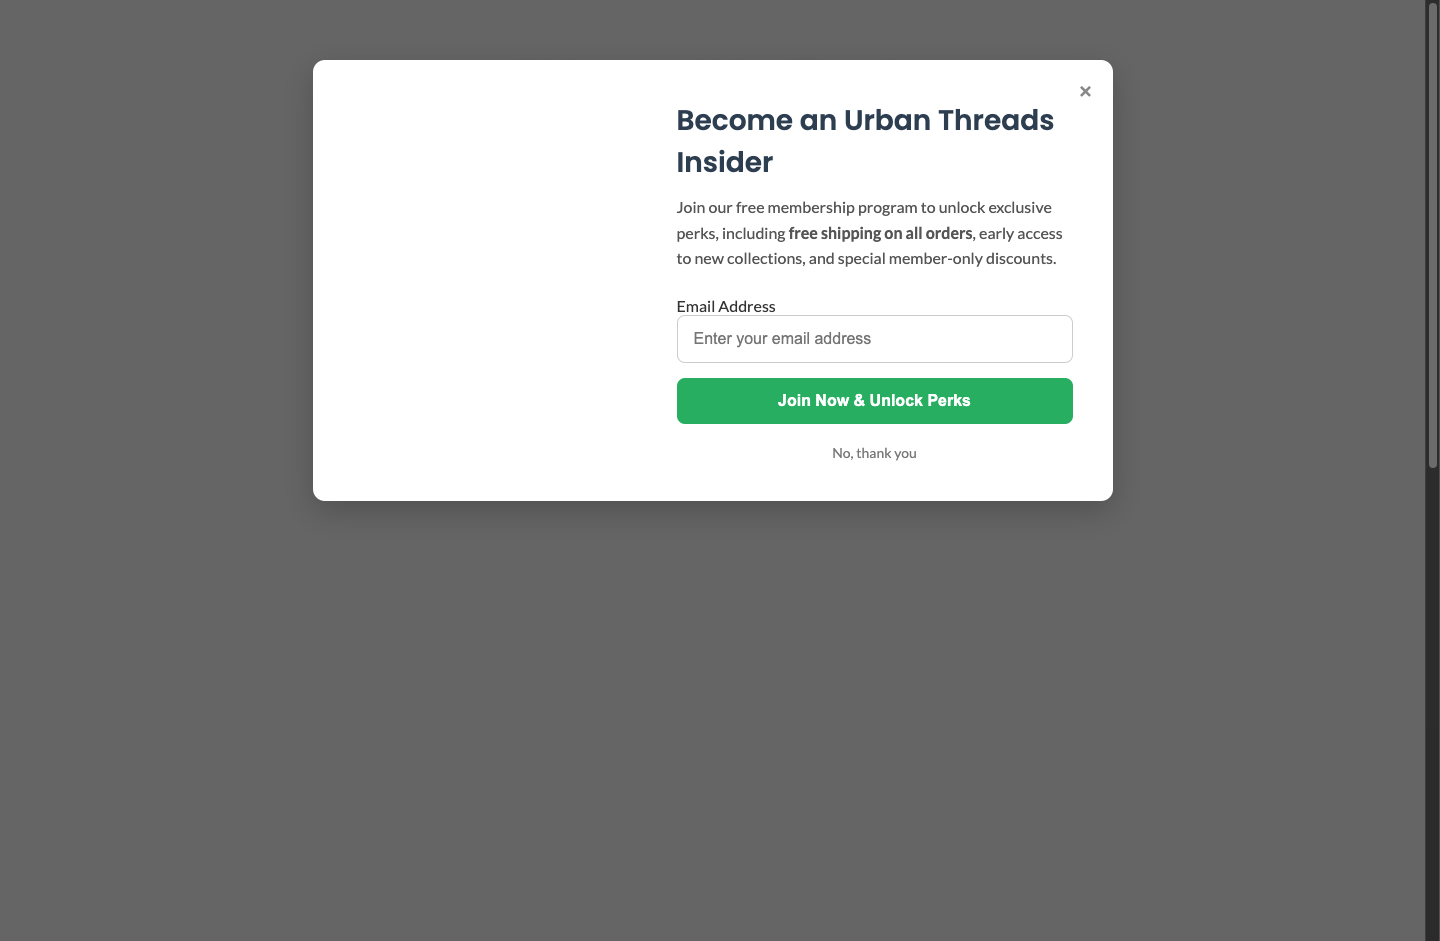 ×
Become an Urban Threads
Insider
Join our free membership program to unlock exclusive
perks, including free shipping on all orders, early access
to new collections, and special member-only discounts.
Email Address
Enter your email address
Join Now & Unlock Perks
No, thank you